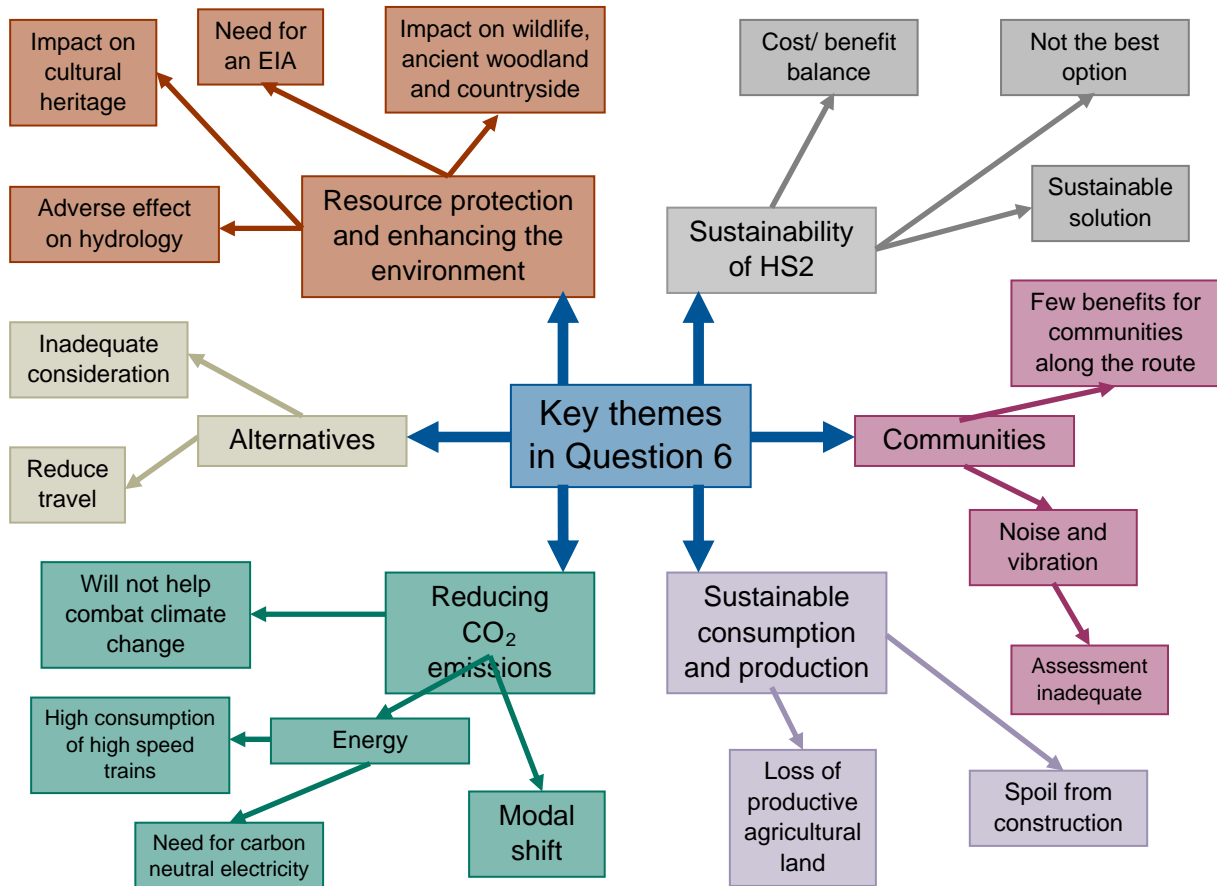 Impact on
cultural
heritage
Need for
an EIA
Impact on wildlife,
ancient woodland
and countryside
Cost/ benefit
balance
Not the best
option
Adverse effect
on hydrology
Resource protection
and enhancing the
environment
Sustainability
of HS2
Sustainable
solution
Inadequate
consideration
Few benefits for
communities
along the route
Alternatives
Key themes
in Question 6
Communities
Reduce
travel
Noise and
vibration
Will not help
combat climate
change
Reducing
CO₂
emissions
Sustainable
consumption
and production
Assessment
inadequate
High consumption
of high speed
trains
Energy
Loss of
productive
agricultural
land
Spoil from
construction
Need for carbon
neutral electricity
Modal
shift